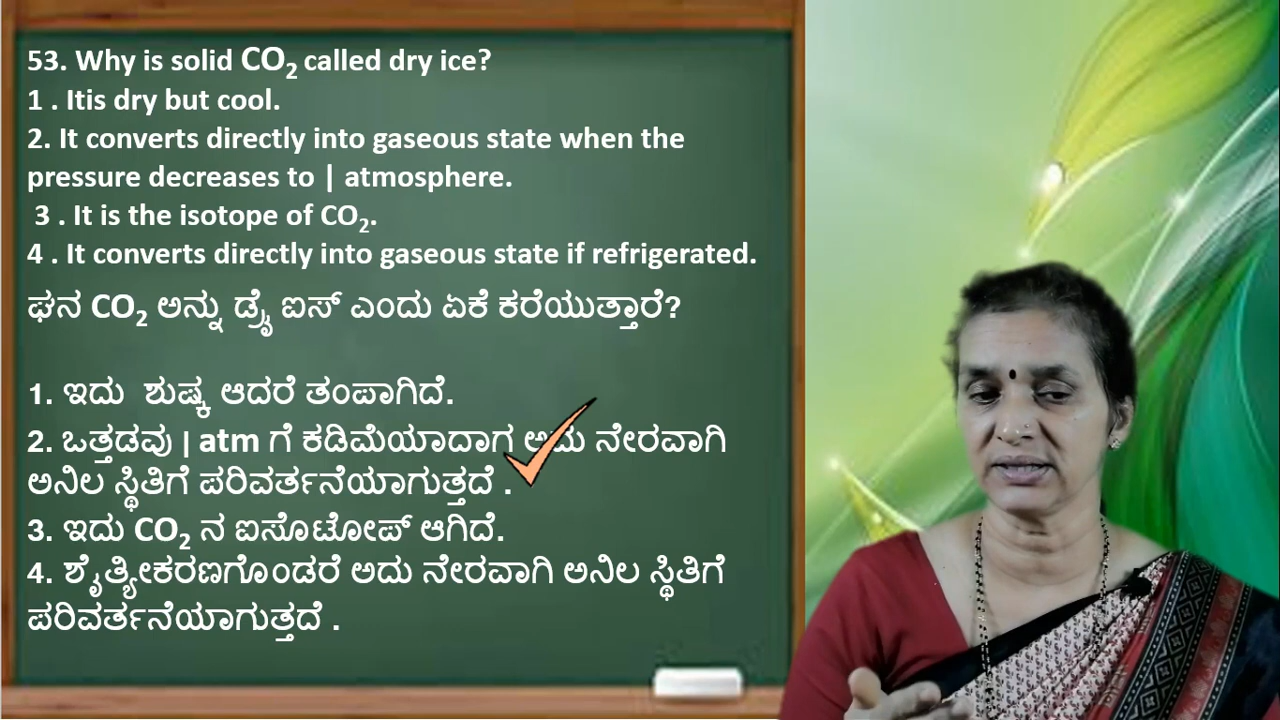 53. Why is solid CO₂ called dry ice?
1 . Itis dry but cool.
2. It converts directly into gaseous state when the
pressure decreases to | atmosphere.
3 . It is the isotope of CO₂.
4 . It converts directly into gaseous state if refrigerated.
ಘನ CO₂ ಅನ್ನು ಡ್ರೈ ಐಸ್ ಎಂದು ಏಕೆ ಕರೆಯುತ್ತಾರೆ?
1. ಇದು ಶುಷ್ಕ ಆದರೆ ತಂಪಾಗಿದೆ.
2. ಒತ್ತಡವು | atm ಗೆ ಕಡಿಮೆಯಾದಾಗ ಅದು ನೇರವಾಗಿ
ಅನಿಲ ಸ್ಥಿತಿಗೆ ಪರಿವರ್ತನೆಯಾಗುತ್ತದೆ .
3. ಇದು CO₂ ನ ಐಸೊಟೋಪ್ ಆಗಿದೆ.
4. ಶೈತ್ಯೀಕರಣಗೊಂಡರೆ ಅದು ನೇರವಾಗಿ ಅನಿಲ ಸ್ಥಿತಿಗೆ
ಪರಿವರ್ತನೆಯಾಗುತ್ತದೆ .